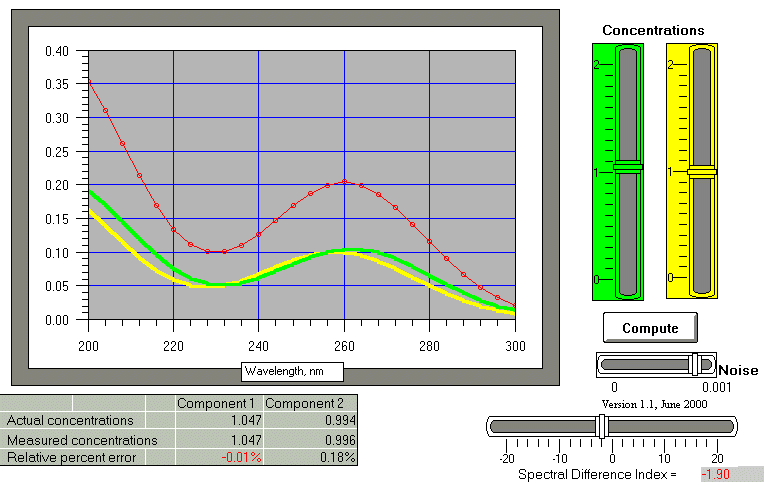 Concentrations
0.40
0.35
0.30
0.25
0.20
0.15
0.10
0.05
0.00
200 220 240 260 280 300
Wavelength, nm
2 2
1 1
0 0
Compute
Noise
0 0.001
Version 1.1, June 2000
Component 1 Component 2
Actual concentrations 1.047 0.994
Measured concentrations 1.047 0.996
Relative percent error -0.01% 0.18%
-20 -10 0 10 20
Spectral Difference Index = -1.90